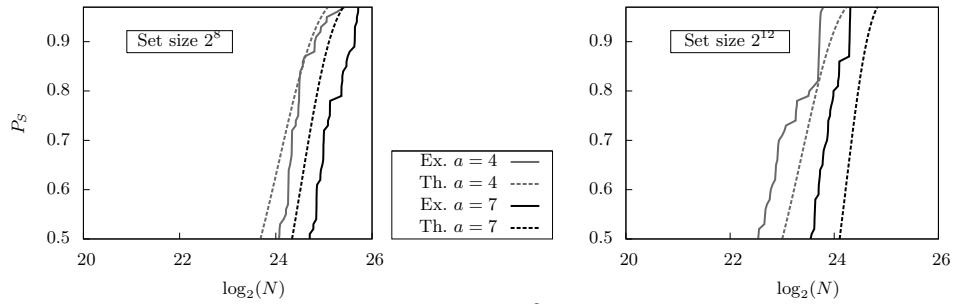 0.9
0.8
0.7
0.6
0.5
P_S
Set size 2^8
20 22 24 26
log_2(N)
Ex. a = 4
Th. a = 4
Ex. a = 7
Th. a = 7
Set size 2^12
0.9
0.8
0.7
0.6
0.5
20 22 24 26
log_2(N)